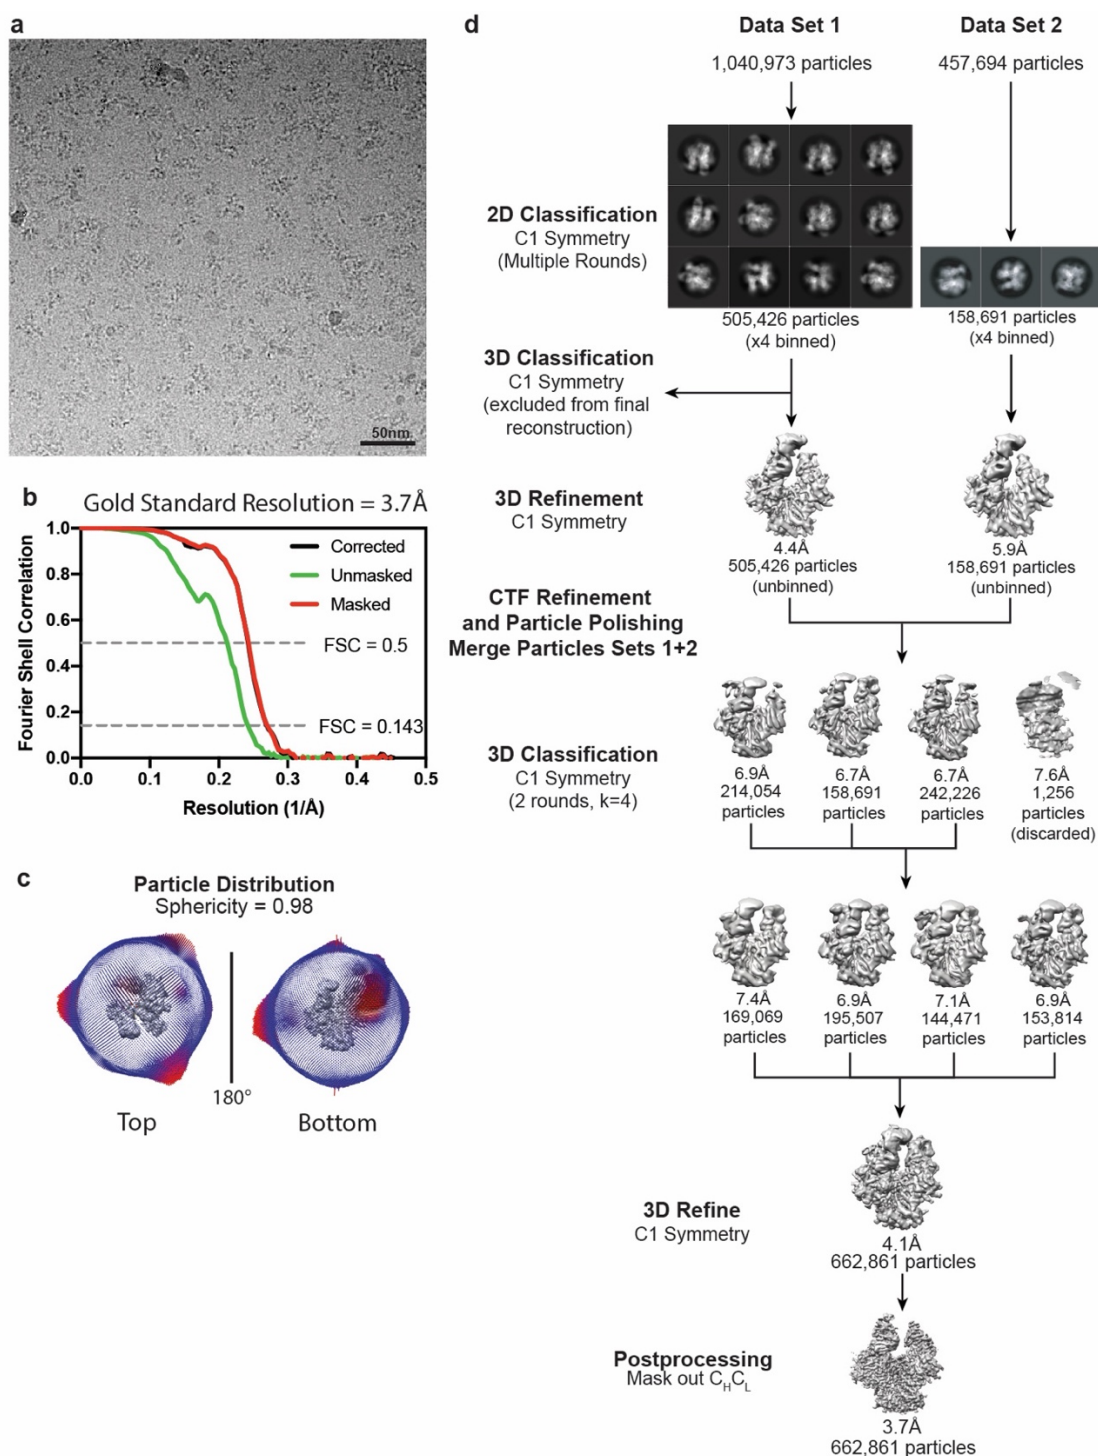 a
50nm
b
Gold Standard Resolution = 3.7Å
Fourier Shell Correlation
1.0
0.8
0.6
0.4
0.2
0.0
Corrected
Unmasked
Masked
FSC = 0.5
FSC = 0.143
0.0 0.1 0.2 0.3 0.4 0.5
Resolution (1/Å)
c
Particle Distribution
Sphericity = 0.98
180°
Top
Bottom
d
Data Set 1
Data Set 2
1,040,973 particles
457,694 particles
2D Classification
C1 Symmetry
(Multiple Rounds)
505,426 particles
(x4 binned)
158,691 particles
(x4 binned)
3D Classification
C1 Symmetry
(excluded from final
reconstruction)
3D Refinement
C1 Symmetry
4.4Å
505,426 particles
(unbinned)
5.9Å
158,691 particles
(unbinned)
CTF Refinement
and Particle Polishing
Merge Particles Sets 1+2
3D Classification
C1 Symmetry
(2 rounds, k=4)
6.9Å
214,054
particles
6.7Å
158,691
particles
6.7Å
242,226
particles
7.6Å
1,256
particles
(discarded)
7.4Å
169,069
particles
6.9Å
195,507
particles
7.1Å
144,471
particles
6.9Å
153,814
particles
3D Refine
C1 Symmetry
4.1Å
662,861 particles
Postprocessing
Mask out CHCL
3.7Å
662,861 particles